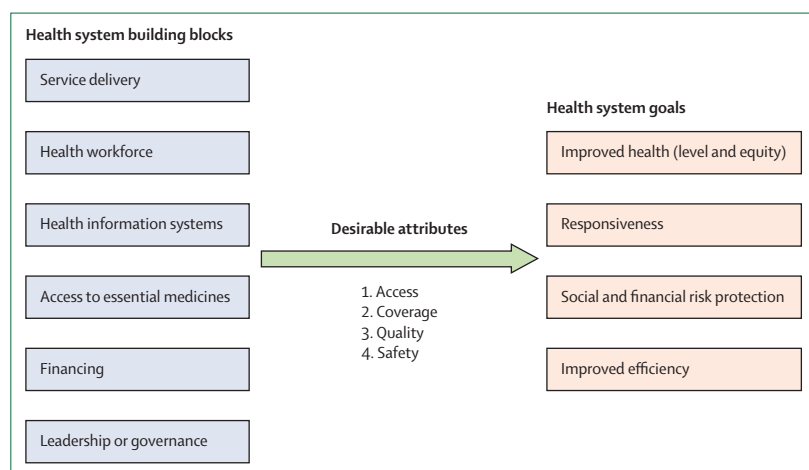 Health system building blocks
Service delivery
Health workforce
Health information systems
Access to essential medicines
Financing
Leadership or governance
Desirable attributes
1. Access
2. Coverage
3. Quality
4. Safety
Health system goals
Improved health (level and equity)
Responsiveness
Social and financial risk protection
Improved efficiency